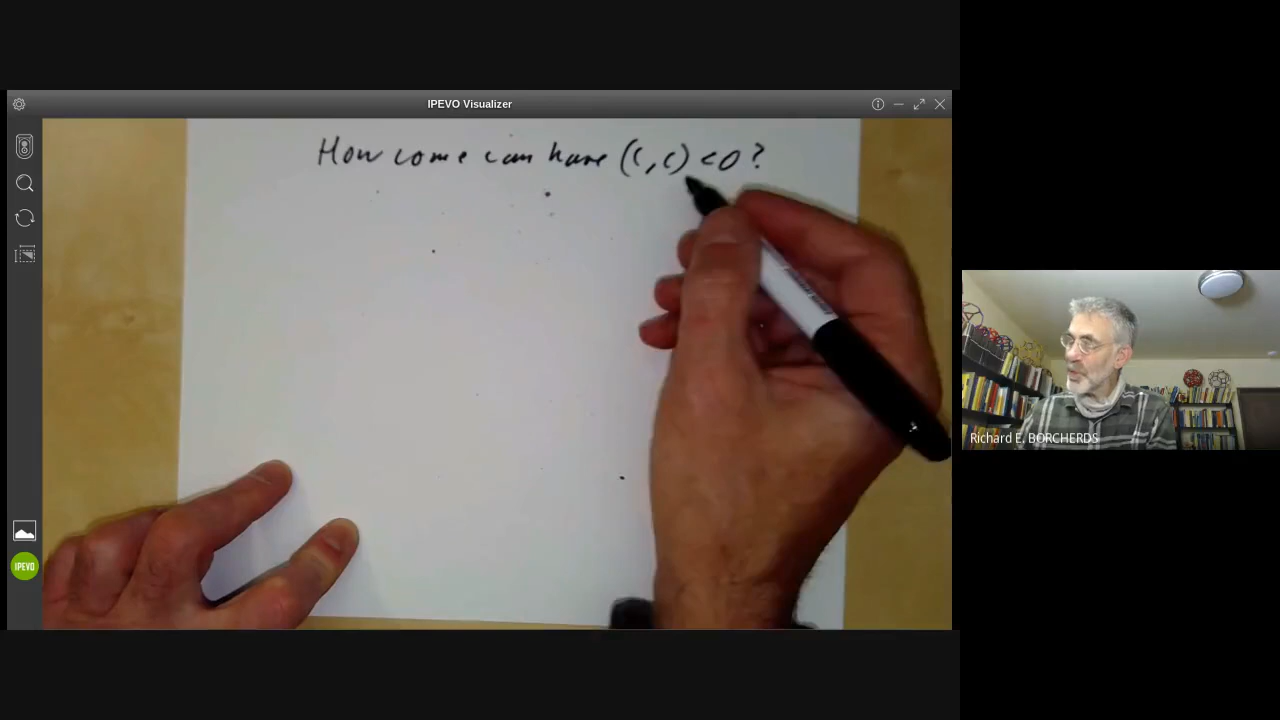 IPEVO Visualizer
How come can have (C, C) <0?
IPEVO
Richard E. BORCHERDS